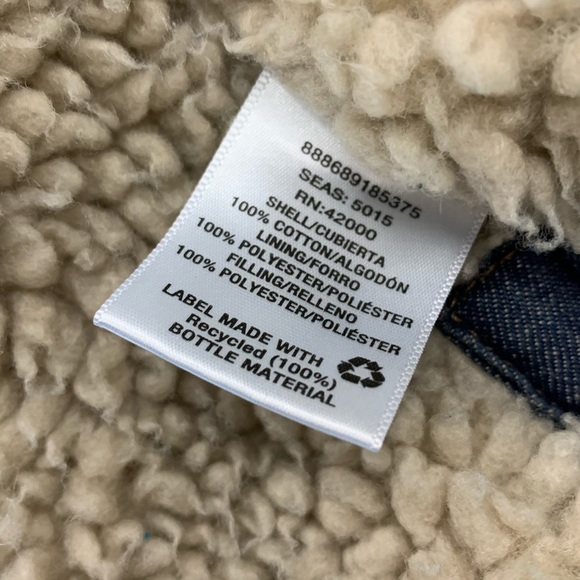 888689185375
SEAS: 5015
RN:42000
SHELL/CUBIERTA
100% COTTON/ALGODÓN
LINING/FORRO
100% POLYESTER/POLIÉSTER
FILLING/RELLENO
100% POLYESTER/POLIÉSTER
LABEL MADE WITH
Recycled (100%)
BOTTLE MATERIAL